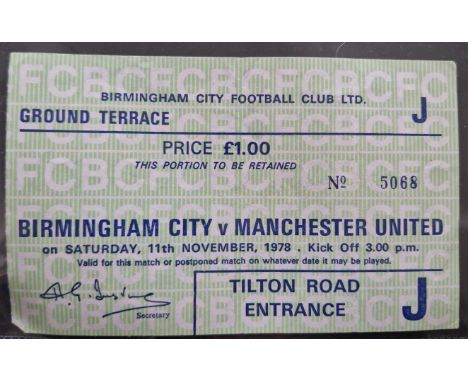 BIRMINGHAM CITY FOOTBALL CLUB LTD.
GROUND TERRACE J
PRICE £1.00
THIS PORTION TO BE RETAINED
Nº 5068
BIRMINGHAM CITY v MANCHESTER UNITED
on SATURDAY, 11th NOVEMBER, 1978 . Kick Off 3.00 p.m.
Valid for this match or postponed match on whatever date it may be played.
Secretary
TILTON ROAD
ENTRANCE J